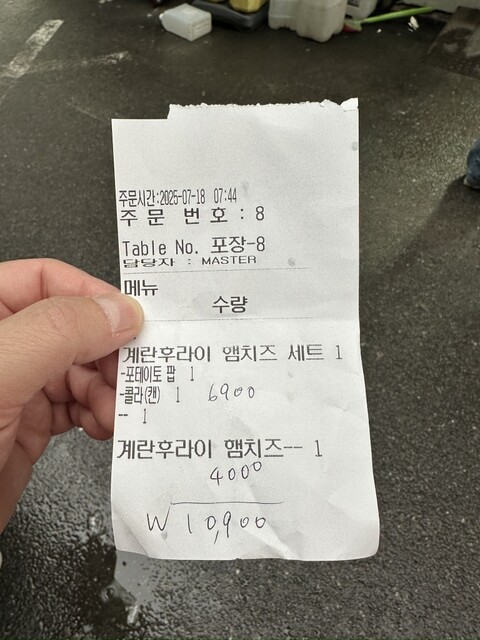 주문시간:2025-07-18 07:44
주문 번호 : 8
Table No. 포장-8
담당자 : MASTER
메뉴
수량
계란후라이 햄치즈 세트 1
-포테이토 팝 1
-콜라(캔) 1 6900
-- 1
계란후라이 햄치즈-- 1
4000
W 10,900